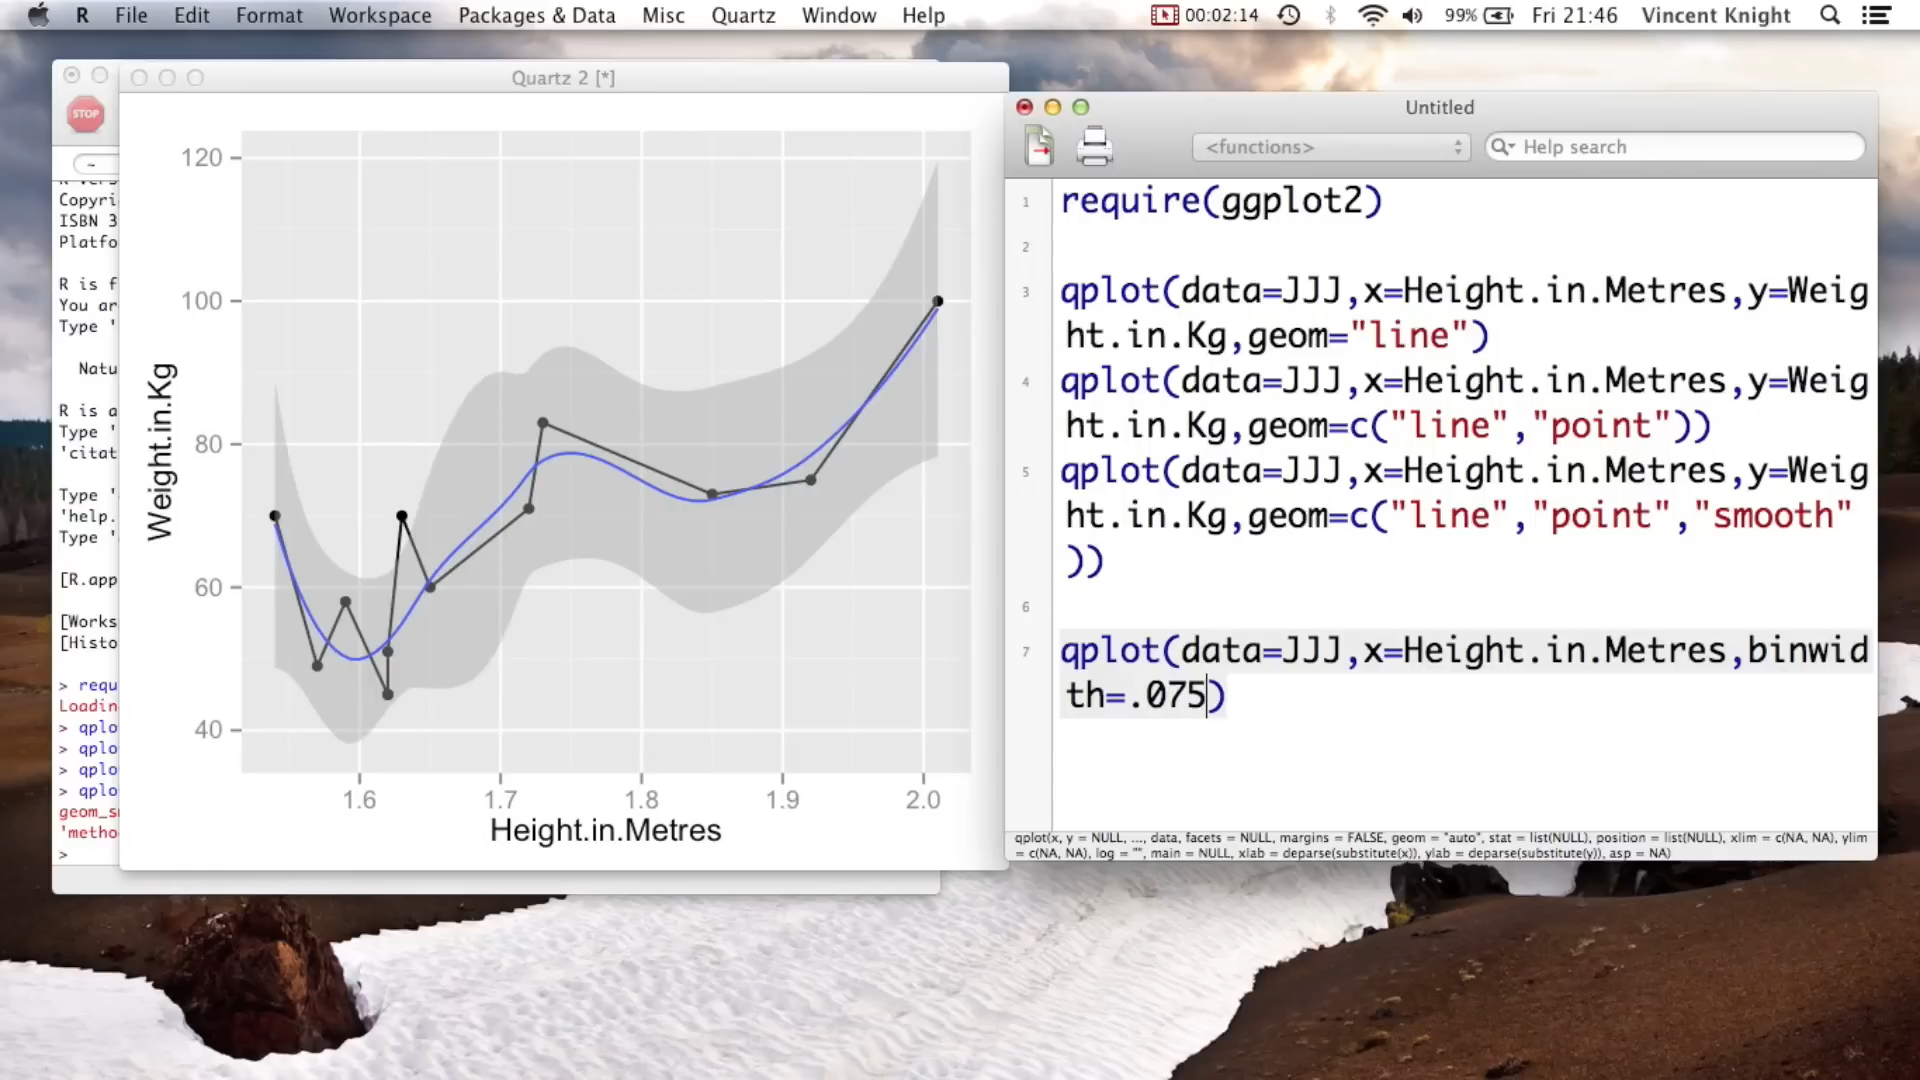 R File Edit Format Workspace Packages & Data Misc Quartz Window Help 00:02:14 99% Fri 21:46 Vincent Knight
Quartz 2 [*]
STOP
~
Copyri
ISBN 3
Platfo
R is f
You ar
Type '
Natu
R is a
Type '
'citat
Type '
'help.
Type '
[R.app
[Works
[Histo
> requ
Loadin
> qplo
> qplo
> qplo
> qplo
geom_s
'metho
>
120
100
80
60
40
Weight.in.Kg
1.6 1.7 1.8 1.9 2.0
Height.in.Metres
Untitled
<functions> Help search
1 require(ggplot2)
2
3 qplot(data=JJJ,x=Height.in.Metres,y=Weig
ht.in.Kg,geom="line")
4 qplot(data=JJJ,x=Height.in.Metres,y=Weig
ht.in.Kg,geom=c("line","point"))
5 qplot(data=JJJ,x=Height.in.Metres,y=Weig
ht.in.Kg,geom=c("line","point","smooth"
))
6
7 qplot(data=JJJ,x=Height.in.Metres,binwid
th=.075)
qplot(x, y = NULL, ..., data, facets = NULL, margins = FALSE, geom = "auto", stat = list(NULL), position = list(NULL), xlim = c(NA, NA), ylim
= c(NA, NA), log = "", main = NULL, xlab = deparse(substitute(x)), ylab = deparse(substitute(y)), asp = NA)